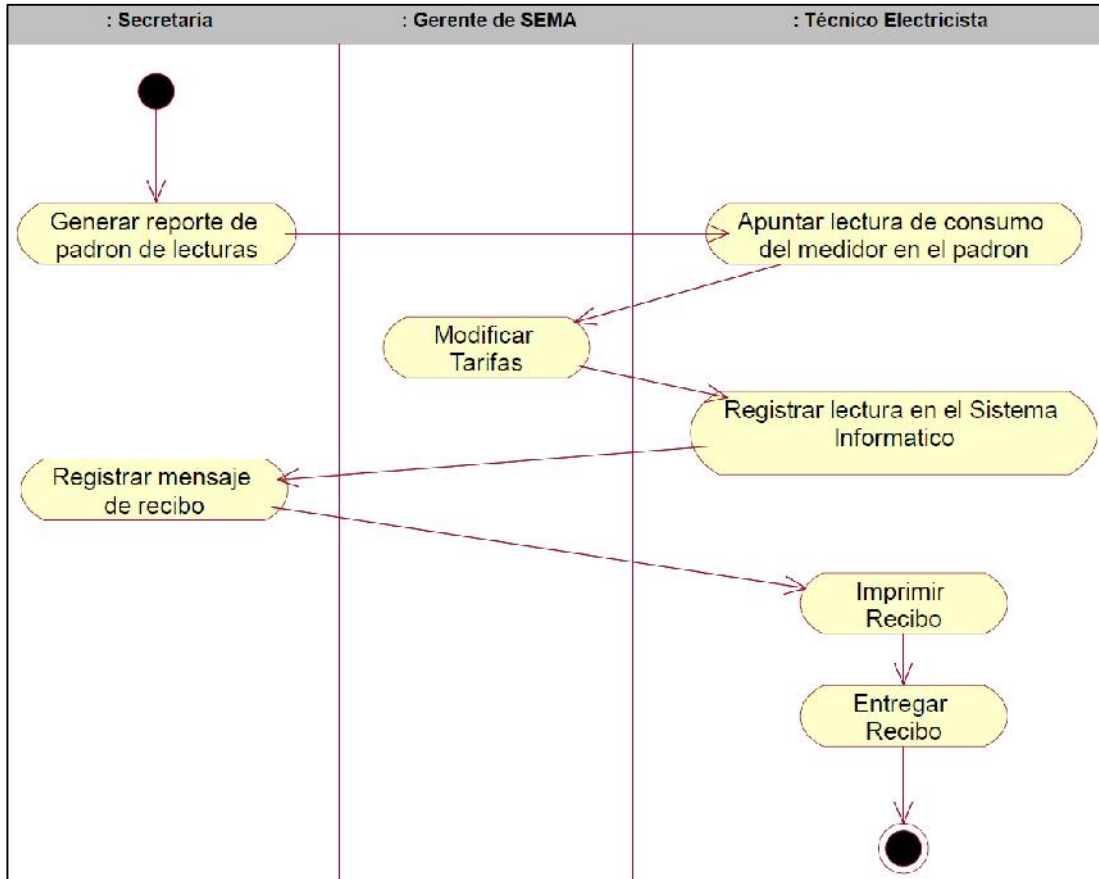 : Secretaria
: Gerente de SEMA
: Técnico Electricista
Generar reporte de
padron de lecturas
Apuntar lectura de consumo
del medidor en el padron
Modificar
Tarifas
Registrar lectura en el Sistema
Informatico
Registrar mensaje
de recibo
Imprimir
Recibo
Entregar
Recibo